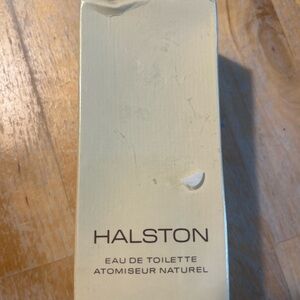 HALSTON
EAU DE TOILETTE
ATOMISEUR NATUREL